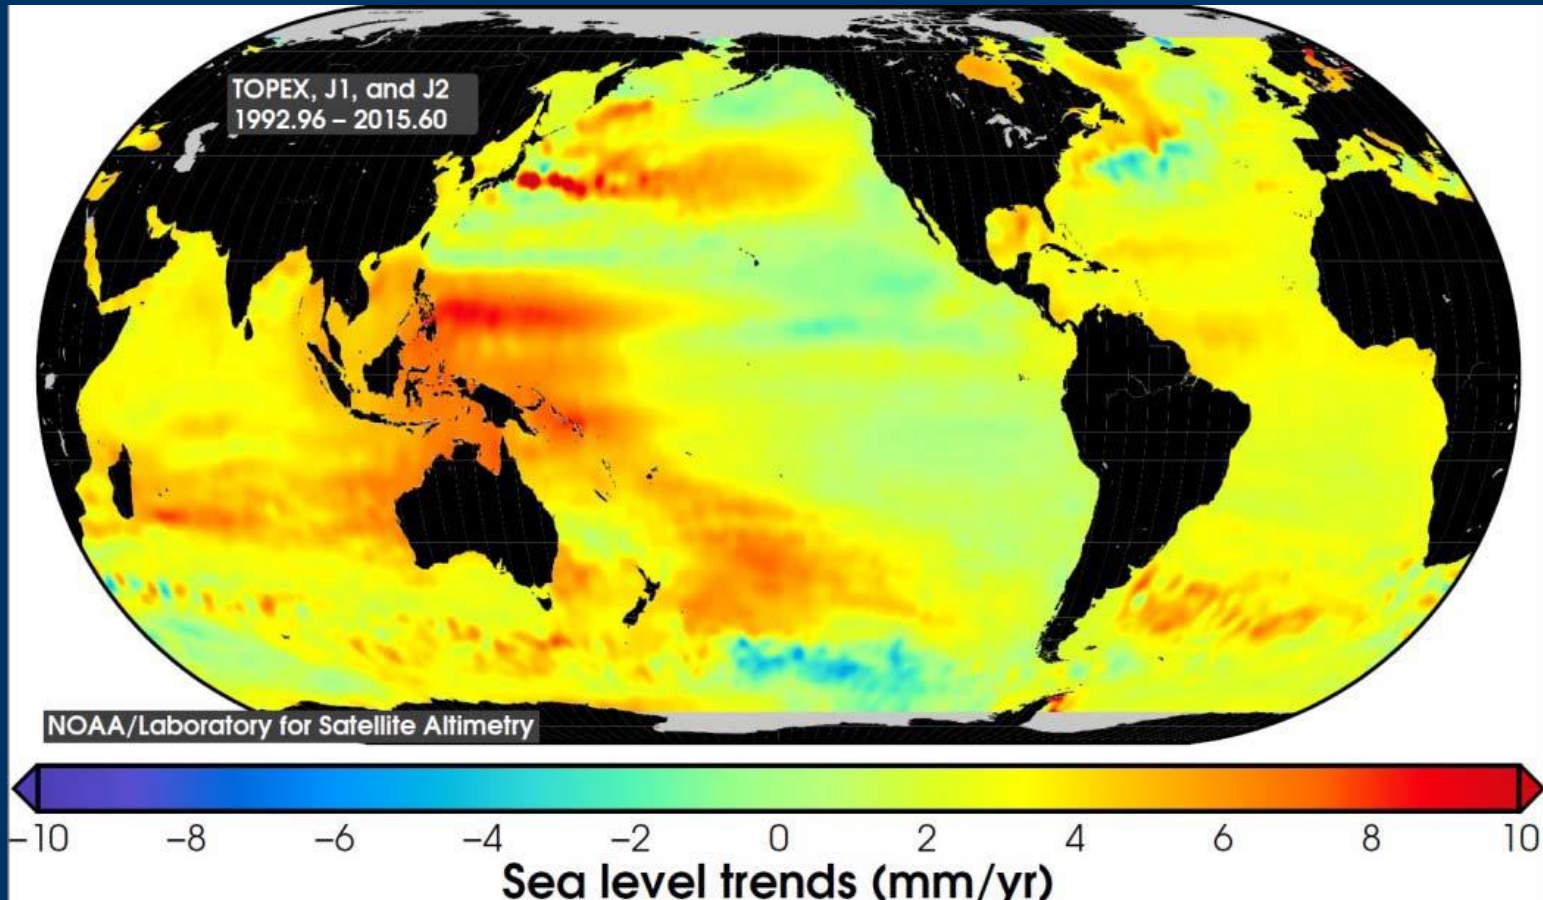 TOPEX, J1, and J2
1992.96 – 2015.60
NOAA/Laboratory for Satellite Altimetry
−10 −8 −6 −4 −2 0 2 4 6 8 10
Sea level trends (mm/yr)